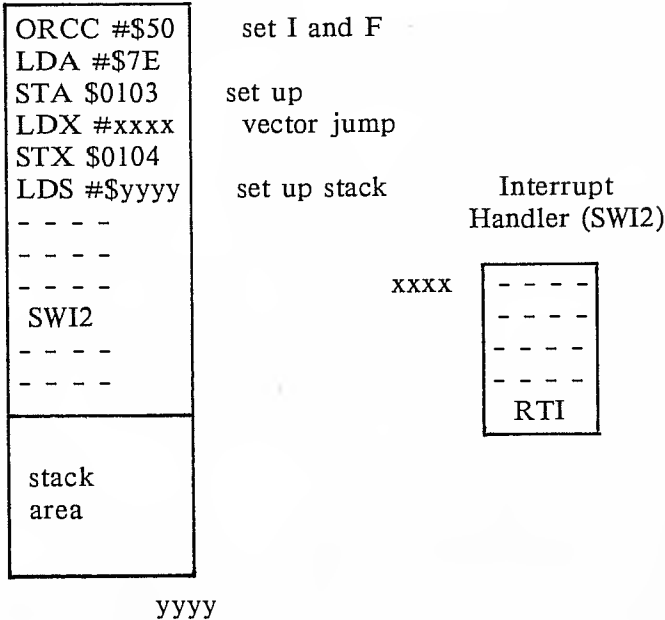 ORCC #$50 set I and F
LDA #$7E
STA $0103 set up
LDX #xxxx vector jump
STX $0104
LDS #$yyyy set up stack
- - - -
- - - -
- - - -
SWI2
- - - -
- - - -
stack
area
yyyy
Interrupt
Handler (SWI2)
xxxx - - - -
- - - -
- - - -
- - - -
RTI